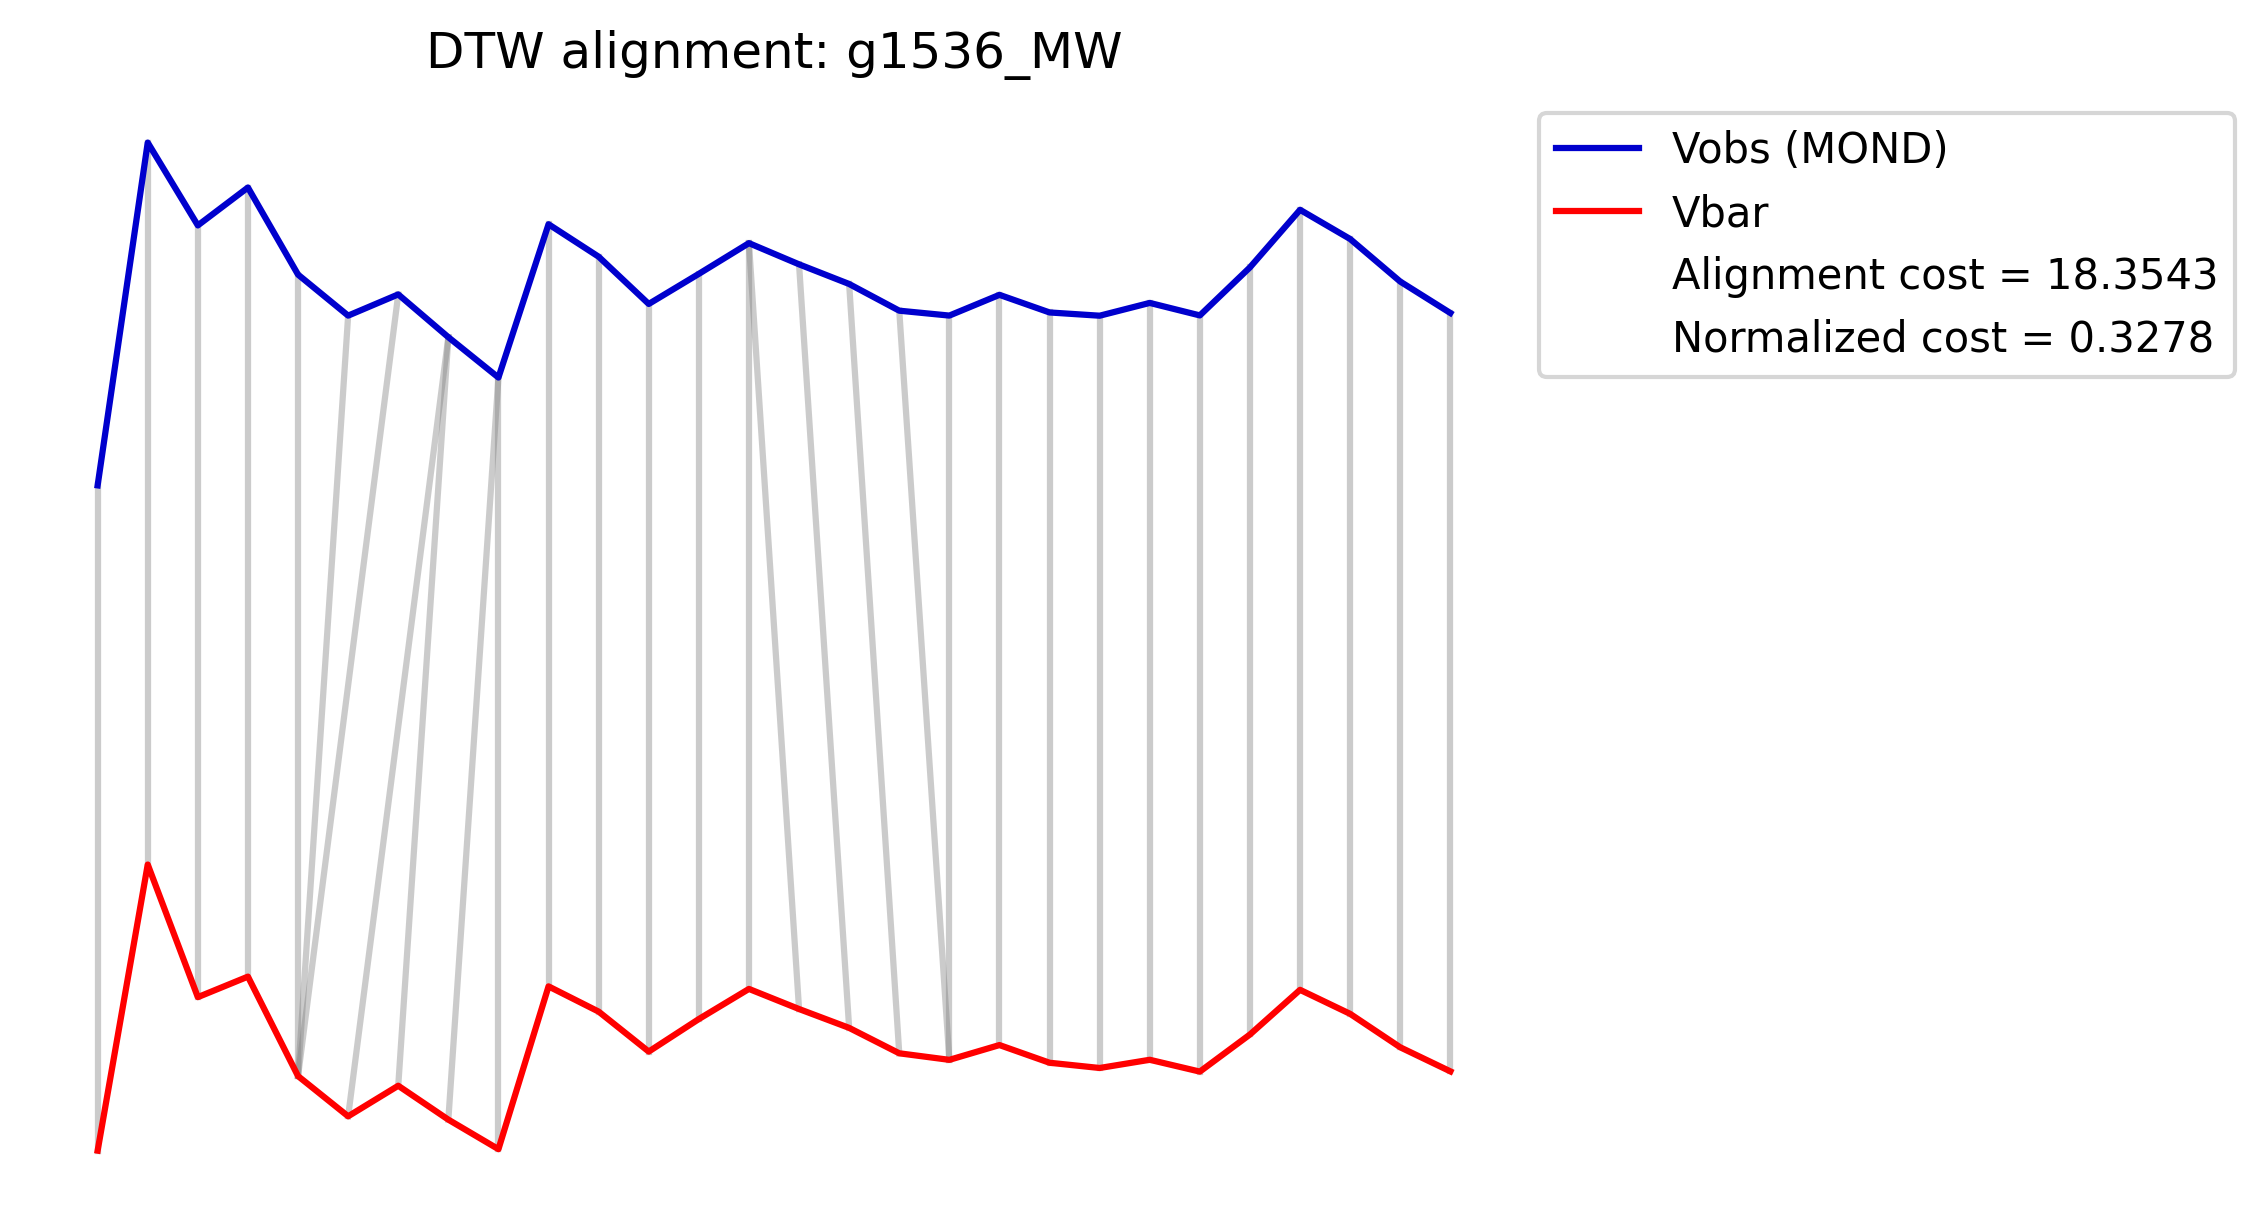 DTW alignment: g1536_MW
Vobs (MOND)
Vbar
Alignment cost = 18.3543
Normalized cost = 0.3278